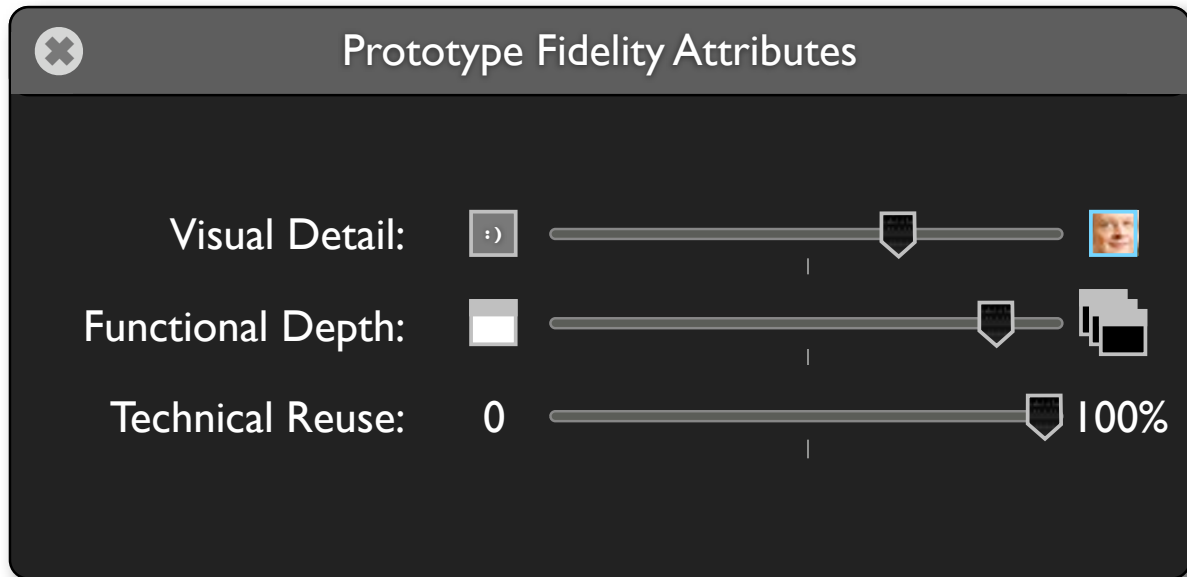 Prototype Fidelity Attributes
Visual Detail: :)
Functional Depth:
Technical Reuse: 0 100%